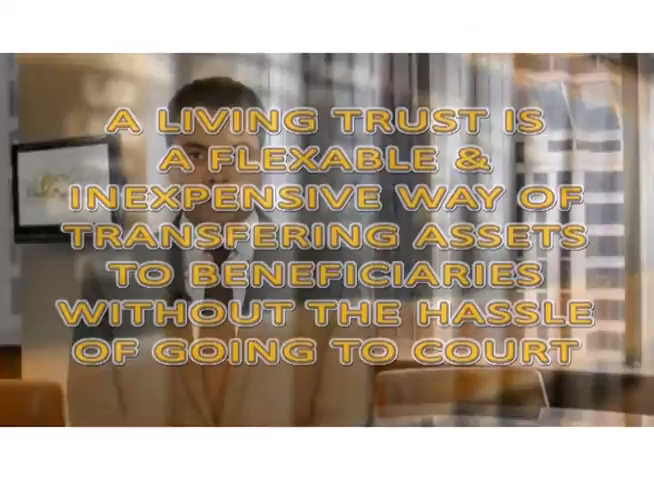 A LIVING TRUST IS
A FLEXABLE &
INEXPENSIVE WAY OF
TRANSFERING ASSETS
TO BENEFICIARIES
WITHOUT THE HASSLE
OF GOING TO COURT